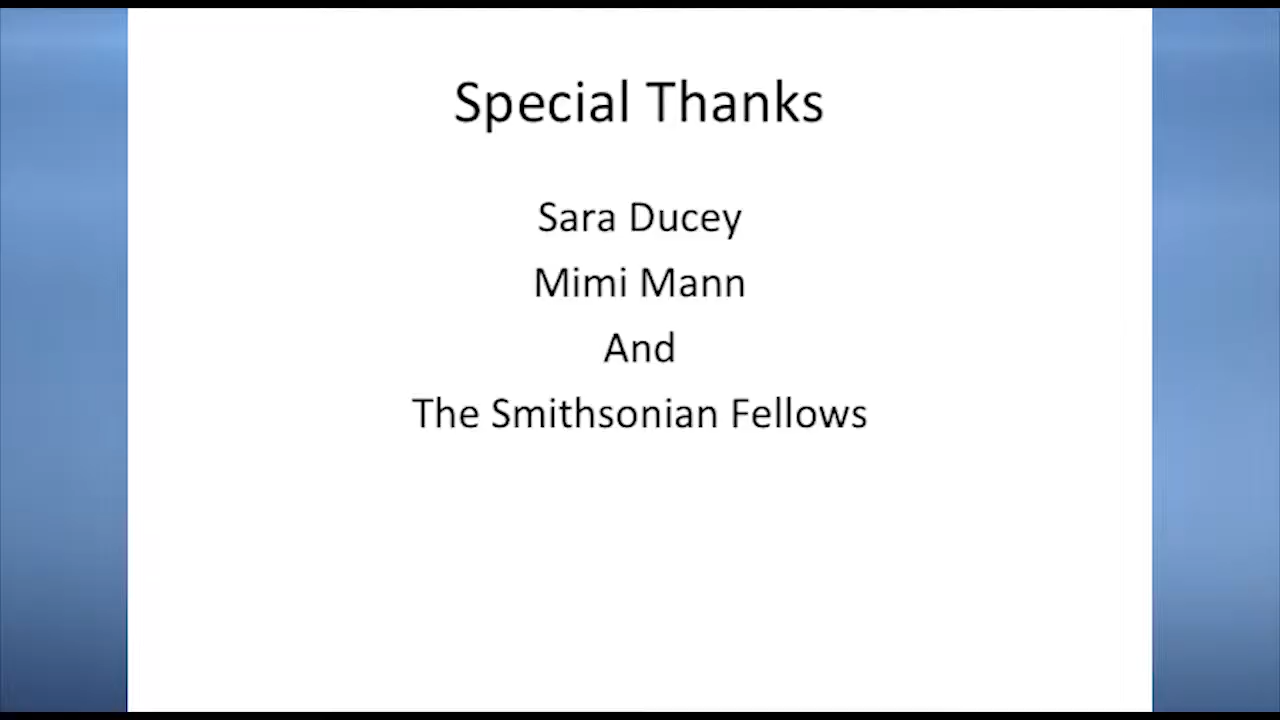 Special Thanks
Sara Ducey
Mimi Mann
And
The Smithsonian Fellows